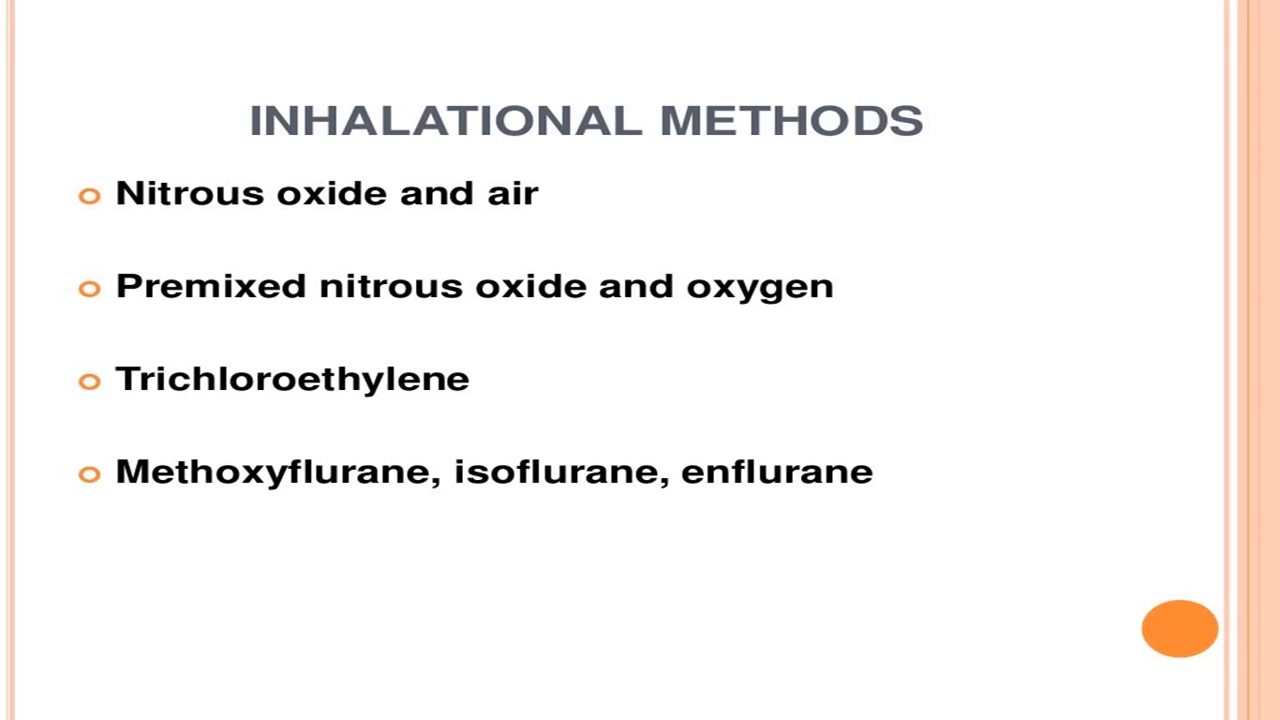 INHALATIONAL METHODS
Nitrous oxide and air
Premixed nitrous oxide and oxygen
Trichloroethylene
Methoxyflurane, isoflurane, enflurane